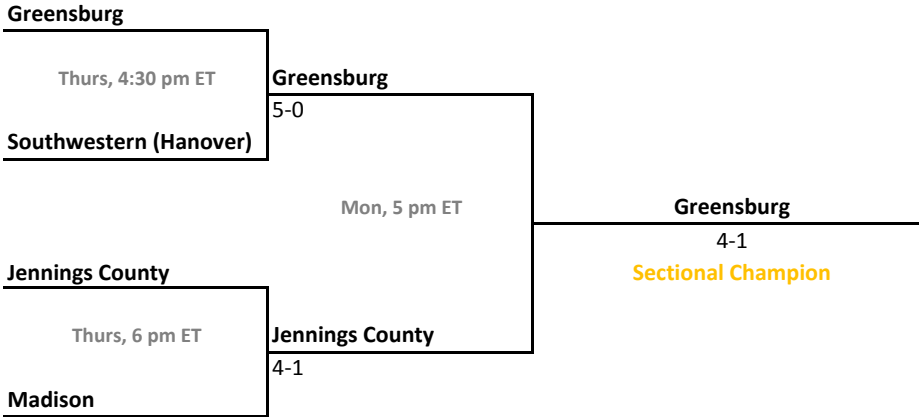 Greensburg
Thurs, 4:30 pm ET
Greensburg
5-0
Southwestern (Hanover)
Mon, 5 pm ET
Greensburg
4-1
Jennings County
Sectional Champion
Thurs, 6 pm ET
Jennings County
4-1
Madison